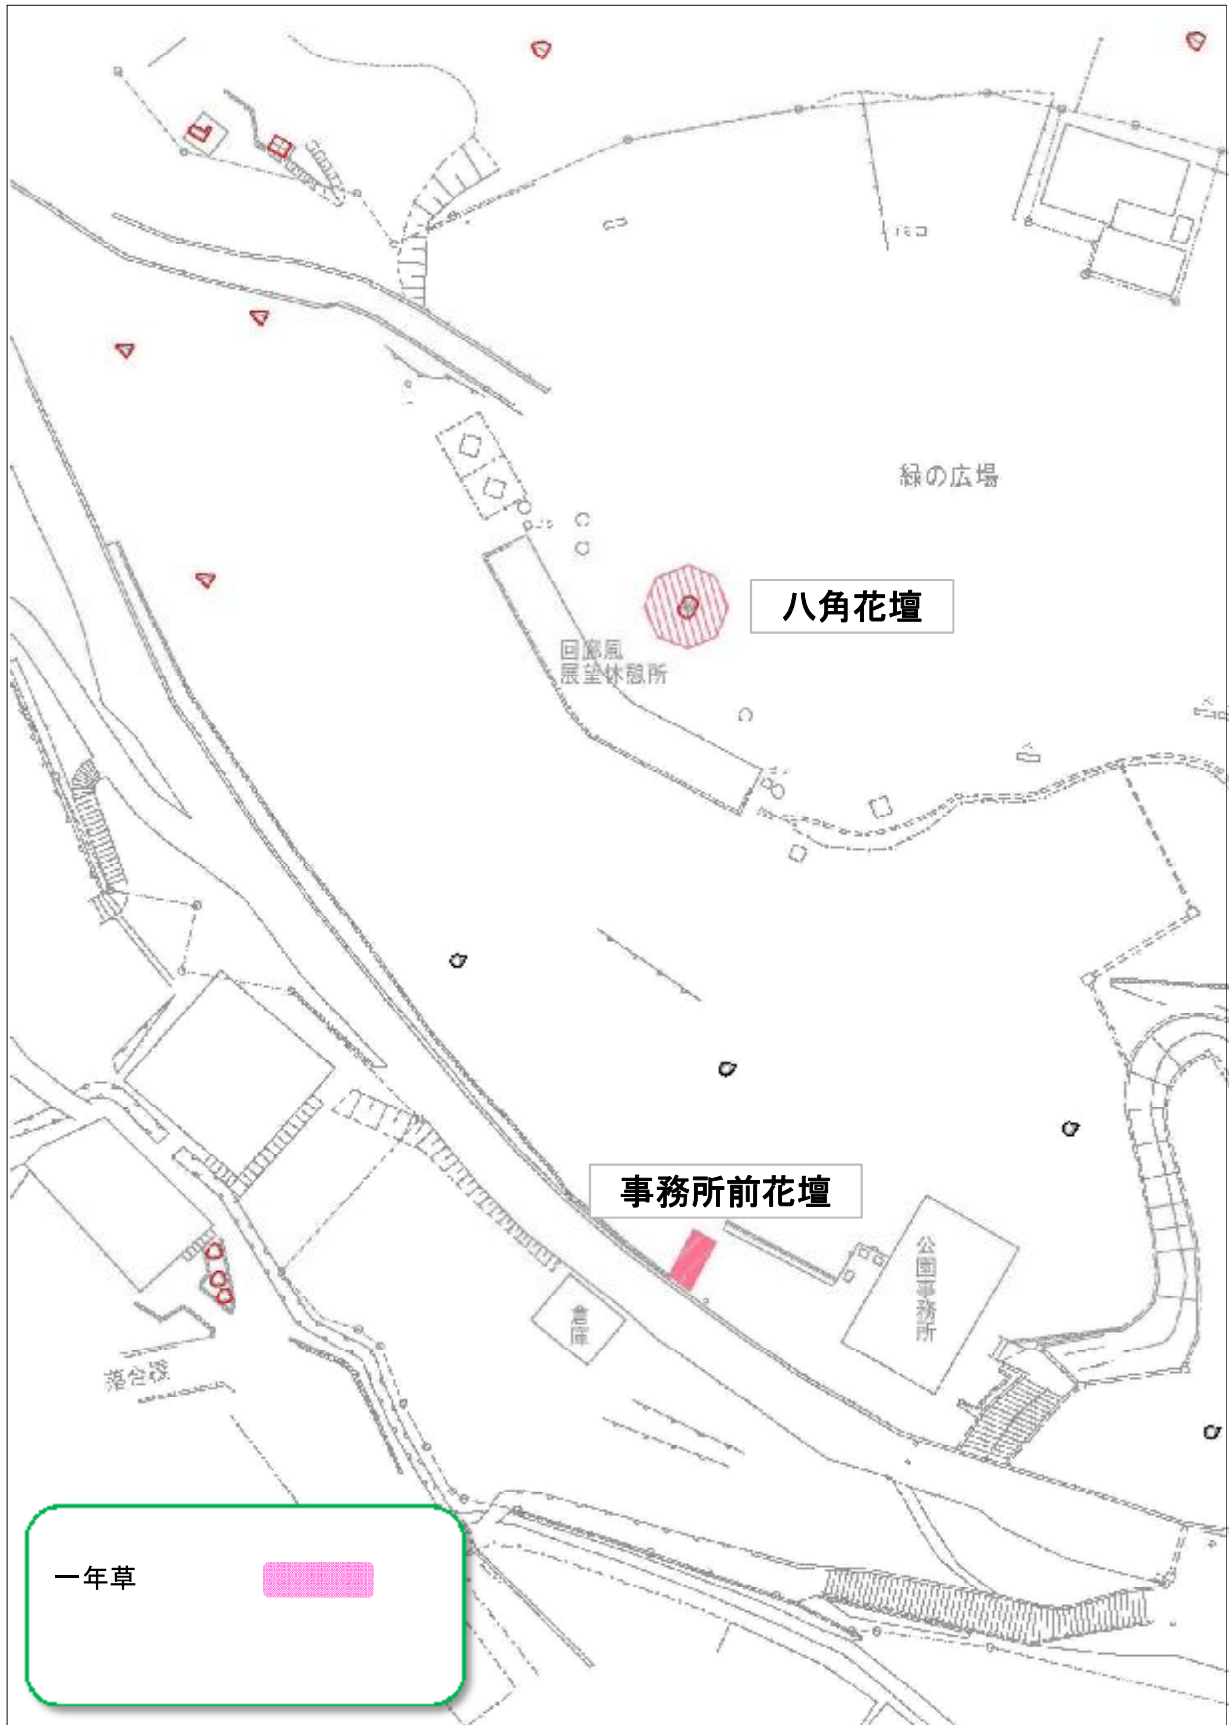 緑の広場
八角花壇
回廊風
展望休憩所
事務所前花壇
公園事務所
倉庫
一年草